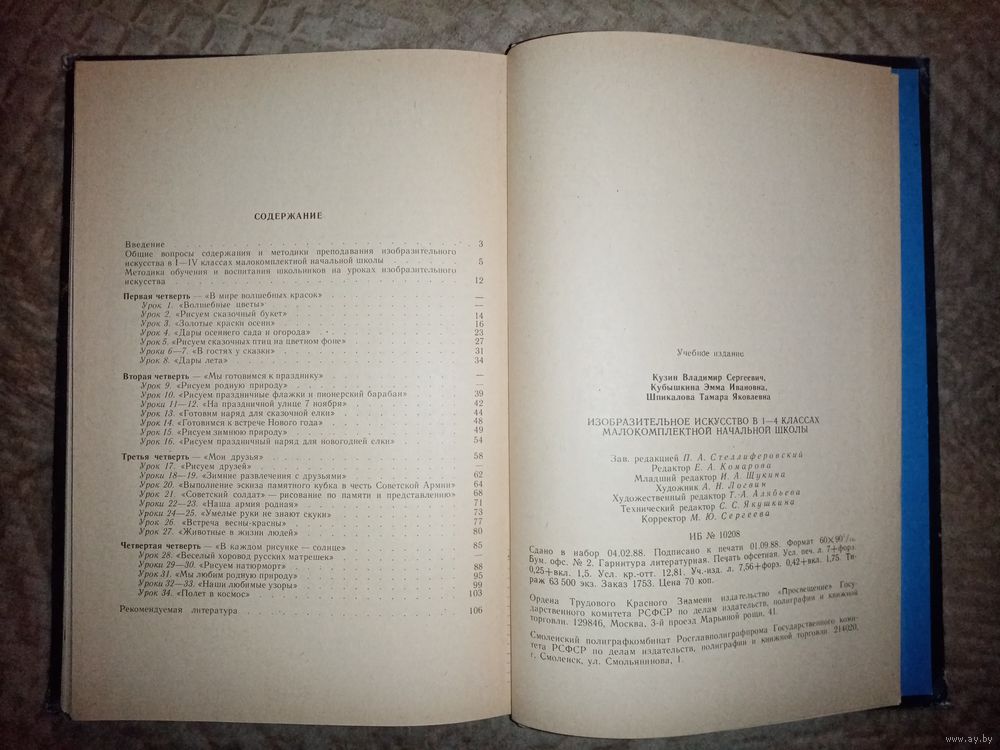 СОДЕРЖАНИЕ
Введение . . . . . . . . . . . . . . . . . . . . 3
Общие вопросы содержания и методики преподавания изобразительного
искусства в I—IV классах малокомплектной начальной школы . . . . 5
Методика обучения и воспитания школьников на уроках изобразительного
искусства . . . . . . . . . . . . . . . . . . . . 12
Первая четверть — «В мире волшебных красок» . . . . . . . . —
Урок 1. «Волшебные цветы» . . . . . . . . . . —
Урок 2. «Рисуем сказочный букет» . . . . . . . . . . 14
Урок 3. «Золотые краски осени» . . . . . . . . . . 16
Урок 4. «Дары осеннего сада и огорода» . . . . . . . . 23
Урок 5. «Рисуем сказочных птиц на цветном фоне» . . . . . . 27
Уроки 6—7. «В гостях у сказки» . . . . . . . . . . 31
Урок 8. «Дары лета» . . . . . . . . . . . . 34
Вторая четверть — «Мы готовимся к празднику» . . . . . . . . —
Урок 9. «Рисуем родную природу» . . . . . . . . . . —
Урок 10. «Рисуем праздничные флажки и пионерский барабан» . . . . 39
Уроки 11—12. «На праздничной улице 7 ноября» . . . . . . 42
Урок 13. «Готовим наряд для сказочной елки» . . . . . . 44
Урок 14. «Готовимся к встрече Нового года» . . . . . . 48
Урок 15. «Рисуем зимнюю природу» . . . . . . . . 49
Урок 16. «Рисуем праздничный наряд для новогодней елки» . . . . 54
Третья четверть — «Мои друзья» . . . . . . . . . . 58
Урок 17. «Рисуем друзей» . . . . . . . . . . —
Уроки 18—19. «Зимние развлечения с друзьями» . . . . . . 62
Урок 20. «Выполнение эскиза памятного кубка в честь Советской Армии» 64
Урок 21. «Советский солдат» — рисование по памяти и представлению» 68
Уроки 22—23. «Наша армия родная» . . . . . . . . 71
Уроки 24—25. «Умелые руки не знают скуки» . . . . . . 73
Урок 26. «Встреча весны-красны» . . . . . . . . 77
Урок 27. «Животные в жизни людей» . . . . . . . . 80
Четвертая четверть — «В каждом рисунке — солнце» . . . . . . 85
Урок 28. «Веселый хоровод русских матрешек» . . . . . . —
Уроки 29—30. «Рисуем натюрморт» . . . . . . . . 88
Урок 31. «Мы любим родную природу» . . . . . . . . 95
Уроки 32—33. «Наши любимые узоры» . . . . . . . . 99
Урок 34. «Полет в космос» . . . . . . . . . . 103
Рекомендуемая литература . . . . . . . . . . . . 106
Учебное издание
Кузин Владимир Сергеевич,
Кубышкина Эмма Ивановна,
Шпикалова Тамара Яковлевна
ИЗОБРАЗИТЕЛЬНОЕ ИСКУССТВО В 1—4 КЛАССАХ
МАЛОКОМПЛЕКТНОЙ НАЧАЛЬНОЙ ШКОЛЫ
Зав. редакцией П. А. Стеллиферовский
Редактор Е. А. Комарова
Младший редактор И. А. Щукина
Художник А. Н. Логвин
Художественный редактор Т. А. Алябьева
Технический редактор С. С. Якушкина
Корректор М. Ю. Сергеева
ИБ № 10208
Сдано в набор 04.02.88. Подписано к печати 01.09.88. Формат 60×90¹/₁₆.
Бум. офс. № 2. Гарнитура литературная. Печать офсетная. Усл. печ. л. 7+форз.
0,25+вкл. 1,5. Усл. кр.-отт. 12,81. Уч.-изд. л. 7,56+форз. 0,42+вкл. 1,75. Ти-
раж 63 500 экз. Заказ 1753. Цена 70 коп.
Ордена Трудового Красного Знамени издательство «Просвещение» Госу-
дарственного комитета РСФСР по делам издательств, полиграфии и книжной
торговли. 129846, Москва, 3-й проезд Марьиной рощи, 41.
Смоленский полиграфкомбинат Росглавполиграфпрома Государственного коми-
тета РСФСР по делам издательств, полиграфии и книжной торговли. 214020,
г. Смоленск, ул. Смольянинова, 1.
www.ay.by